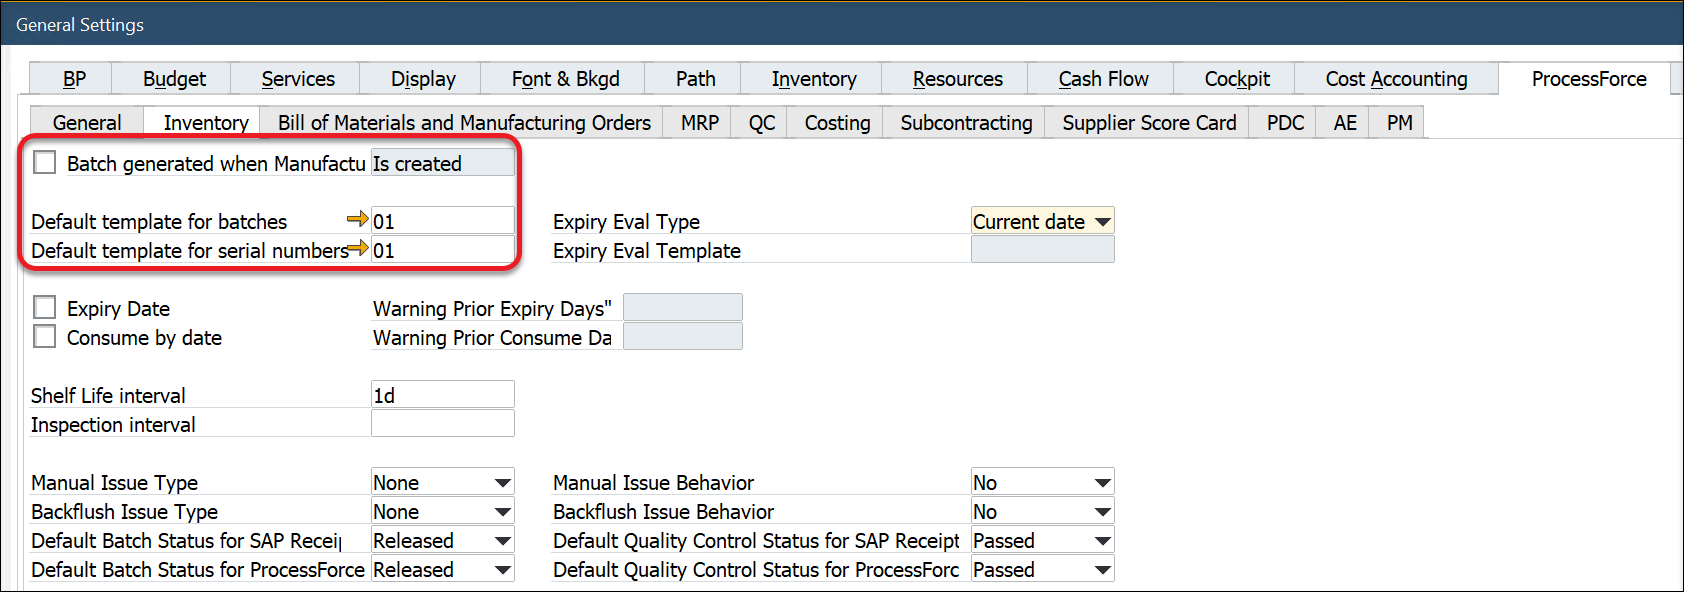 General Settings
BP Budget Services Display Font & Bkgd Path Inventory Resources Cash Flow Cockpit Cost Accounting ProcessForce
General Inventory Bill of Materials and Manufacturing Orders MRP QC Costing Subcontracting Supplier Score Card PDC AE PM
Batch generated when Manufactu Is created
Default template for batches 01 Expiry Eval Type Current date
Default template for serial numbers 01 Expiry Eval Template
Expiry Date Warning Prior Expiry Days"
Consume by date Warning Prior Consume Da
Shelf Life interval 1d
Inspection interval
Manual Issue Type None Manual Issue Behavior No
Backflush Issue Type None Backflush Issue Behavior No
Default Batch Status for SAP Receip Released Default Quality Control Status for SAP Receipt Passed
Default Batch Status for ProcessForce Released Default Quality Control Status for ProcessForc Passed